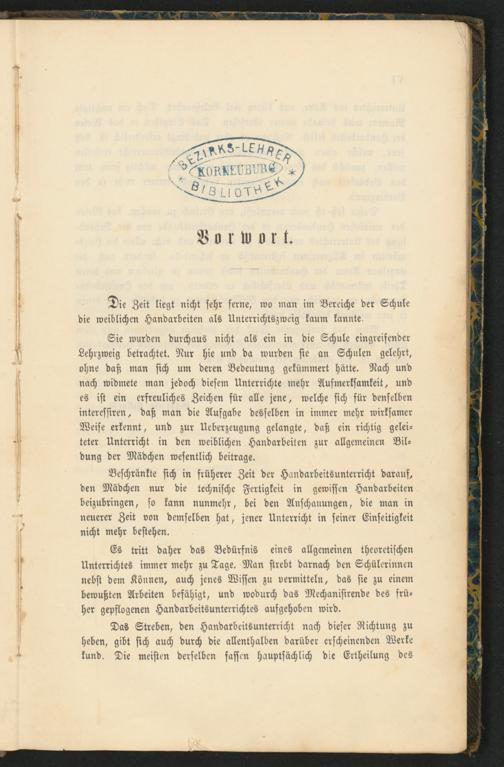 BEZIRKS-LEHRER
KORNEUBURG
* BIBLIOTHEK *
Vorwort.
Die Zeit liegt nicht sehr ferne, wo man im Bereiche der Schule
die weiblichen Handarbeiten als Unterrichtszweig kaum kannte.
Sie wurden durchaus nicht als ein in die Schule eingreifender
Lehrzweig betrachtet. Nur hie und da wurden sie an Schulen gelehrt,
ohne daß man sich um deren Bedeutung gekümmert hätte. Nach und
nach widmete man jedoch diesem Unterrichte mehr Aufmerksamkeit, und
es ist ein erfreuliches Zeichen für alle jene, welche sich für denselben
interessiren, daß man die Aufgabe desselben in immer mehr wirksamer
Weise erkennt, und zur Ueberzeugung gelangte, daß ein richtig gelei-
teter Unterricht in den weiblichen Handarbeiten zur allgemeinen Bil-
dung der Mädchen wesentlich beitrage.
Beschränkte sich in früherer Zeit der Handarbeitsunterricht darauf,
den Mädchen nur die technische Fertigkeit in gewissen Handarbeiten
beizubringen, so kann nunmehr, bei den Anschauungen, die man in
neuerer Zeit von demselben hat, jener Unterricht in seiner Einseitigkeit
nicht mehr bestehen.
Es tritt daher das Bedürfnis eines allgemeinen theoretischen
Unterrichtes immer mehr zu Tage. Man strebt darnach den Schülerinnen
nebst dem Können, auch jenes Wissen zu vermitteln, das sie zu einem
bewußten Arbeiten befähigt, und wodurch das Mechanisirende des frü-
her gepflogenen Handarbeitsunterrichtes aufgehoben wird.
Das Streben, den Handarbeitsunterricht nach dieser Richtung zu
heben, gibt sich auch durch die allenthalben darüber erscheinenden Werke
kund. Die meisten derselben fassen hauptsächlich die Ertheilung des